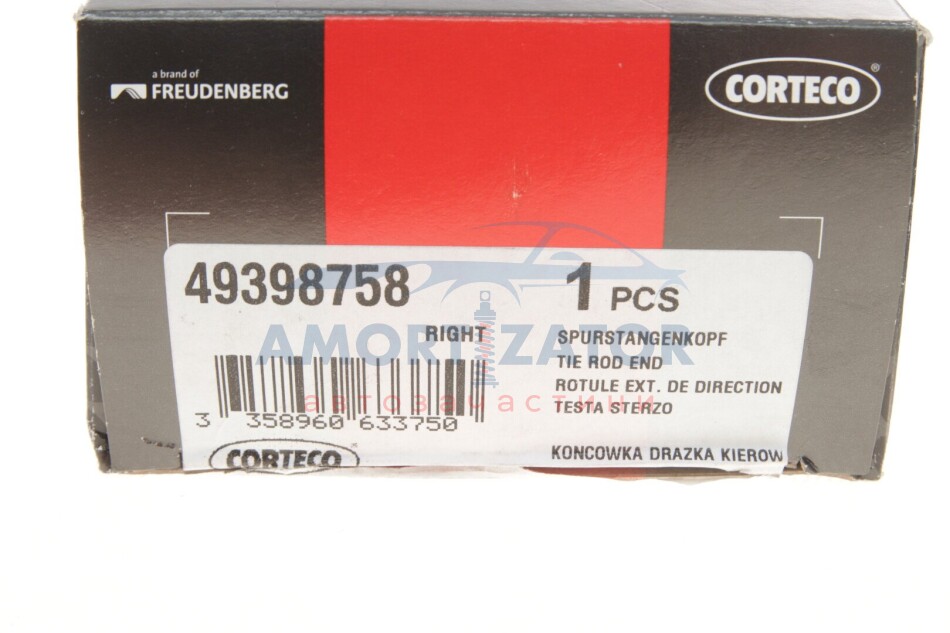 a brand of
FREUDENBERG
CORTECO®
49398758
1 PCS
RIGHT
SPURSTANGENKOPF
TIE ROD END
ROTULE EXT. DE DIRECTION
TESTA STERZO
KONCOWKA DRAZKA KIEROW
3 358960 633750
CORTECO®
AMORTIZATOR
автозапчастини